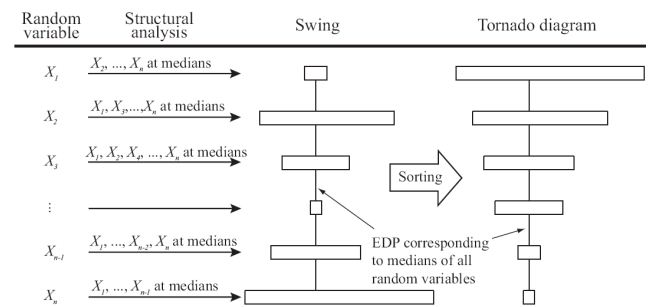 Random variable
Structural analysis
Swing
Tornado diagram
X₁
X₂, ..., Xₙ at medians
X₂
X₁, X₃,...,Xₙ at medians
X₃
X₁, X₂, X₄, ..., Xₙ at medians
Sorting
⋮
EDP corresponding
to medians of all
random variables
Xₙ₋₁
X₁, ..., Xₙ₋₂, Xₙ at medians
Xₙ
X₁, ..., Xₙ₋₁ at medians